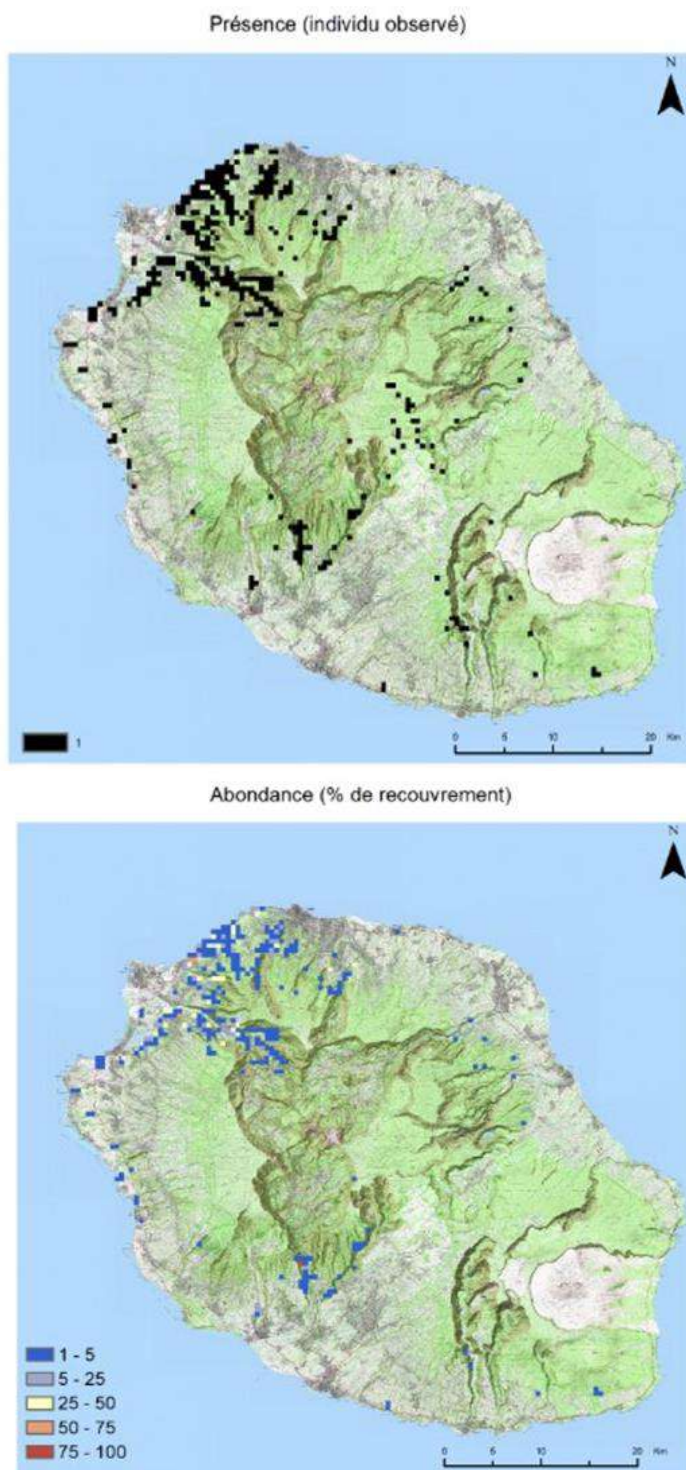 Présence (individu observé)
N
1
0 5 10 20 Km
Abondance (% de recouvrement)
N
1 - 5
5 - 25
25 - 50
50 - 75
75 - 100
0 5 10 20 Km